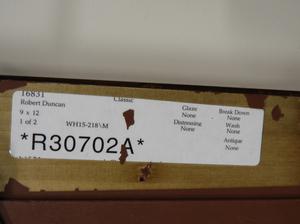 16831
Robert Duncan Classic
9 x 12
1 of 2 WH15-218\M
Glaze
None
Distressing
None
Break Down
None
Wash
None
Antique
None
*R30702A*